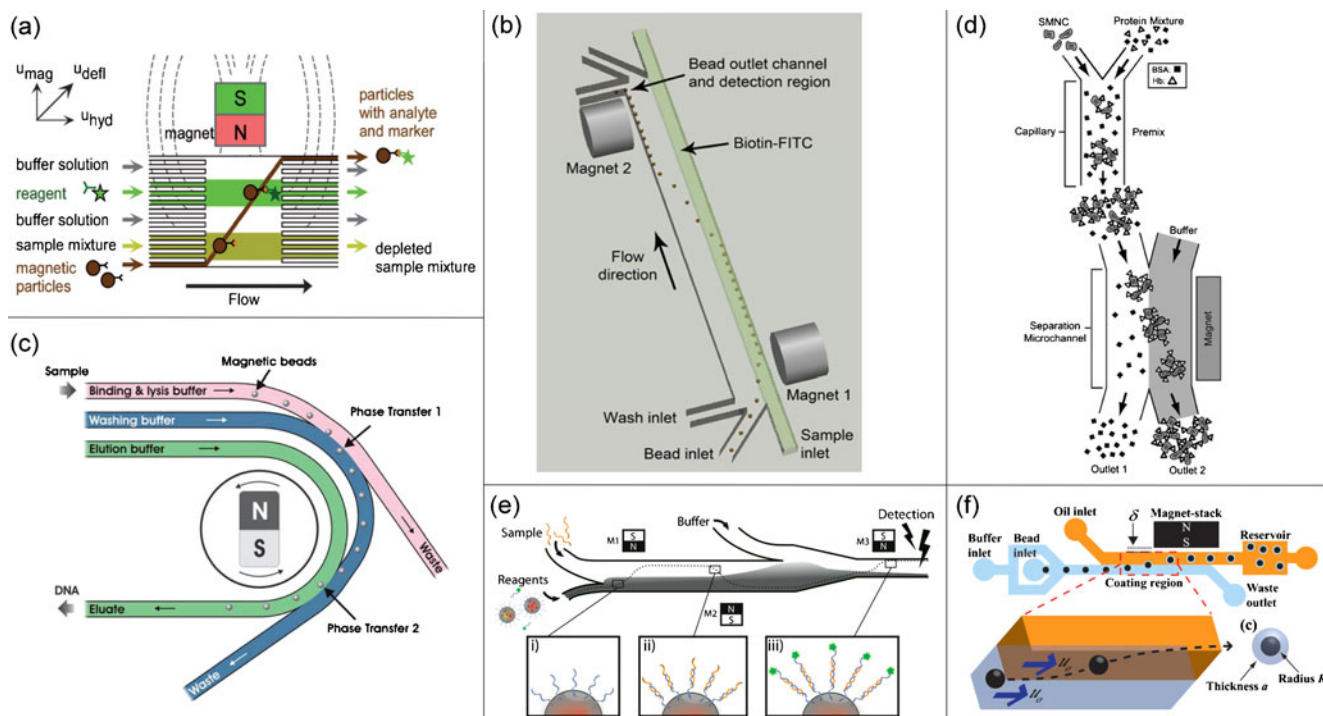 (a)
u_mag
u_defl
u_hyd
S
N
magnet
particles
with analyte
and marker
buffer solution
reagent
buffer solution
sample mixture
magnetic
particles
depleted
sample mixture
Flow
(b)
Bead outlet channel
and detection region
Biotin-FITC
Magnet 2
Flow
direction
Magnet 1
Wash inlet
Bead inlet
Sample
inlet
(c)
Sample
Magnetic beads
Binding & lysis buffer
Washing buffer
Elution buffer
Phase Transfer 1
N
S
Waste
DNA
Eluate
Phase Transfer 2
Waste
(d)
SMNC
Protein Mixture
BSA:
Hb:
Capillary
Premix
Buffer
Separation
Microchannel
Magnet
Outlet 1
Outlet 2
(e)
Sample
M1
S
N
Buffer
M3
S
N
Detection
Reagents
M2
N
S
i)
ii)
iii)
(f)
Oil inlet
δ
Magnet-stack
N
S
Reservoir
Buffer
inlet
Bead
inlet
Coating region
Waste
outlet
(c)
u_o
u_o
Thickness a
Radius R